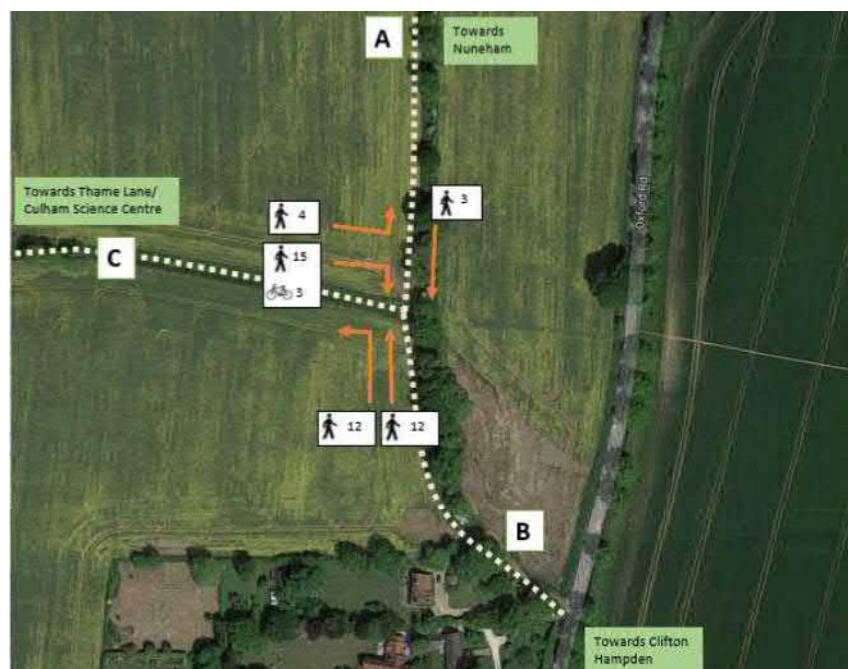 A
Towards
Nuneham
Towards Thame Lane/
Culham Science Centre
4
3
Oxford Rd
C
15
3
12
12
B
Towards Clifton
Hampden